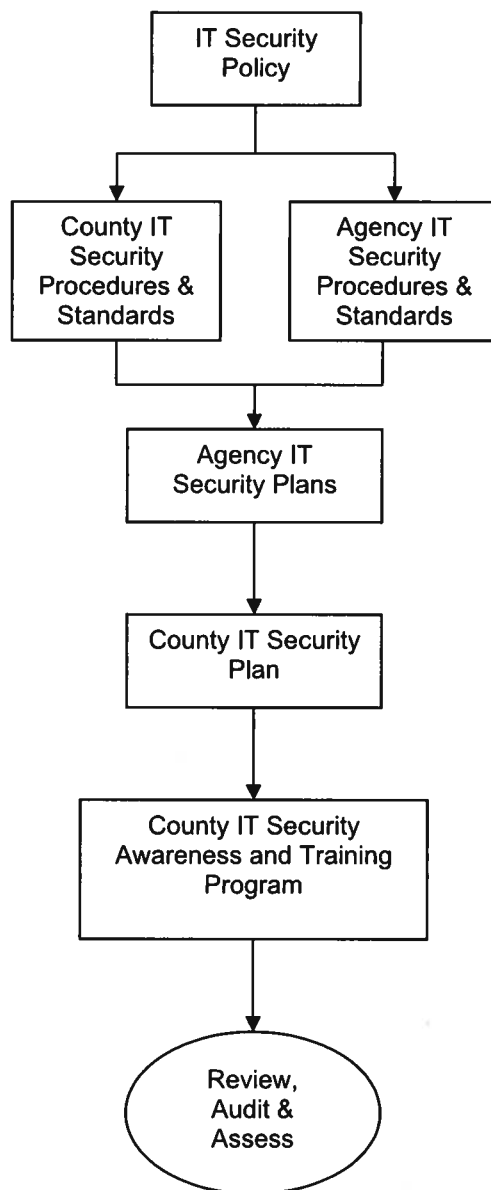 IT Security
Policy
County IT
Security
Procedures &
Standards
Agency IT
Security
Procedures &
Standards
Agency IT
Security Plans
County IT Security
Plan
County IT Security
Awareness and Training
Program
Review,
Audit &
Assess